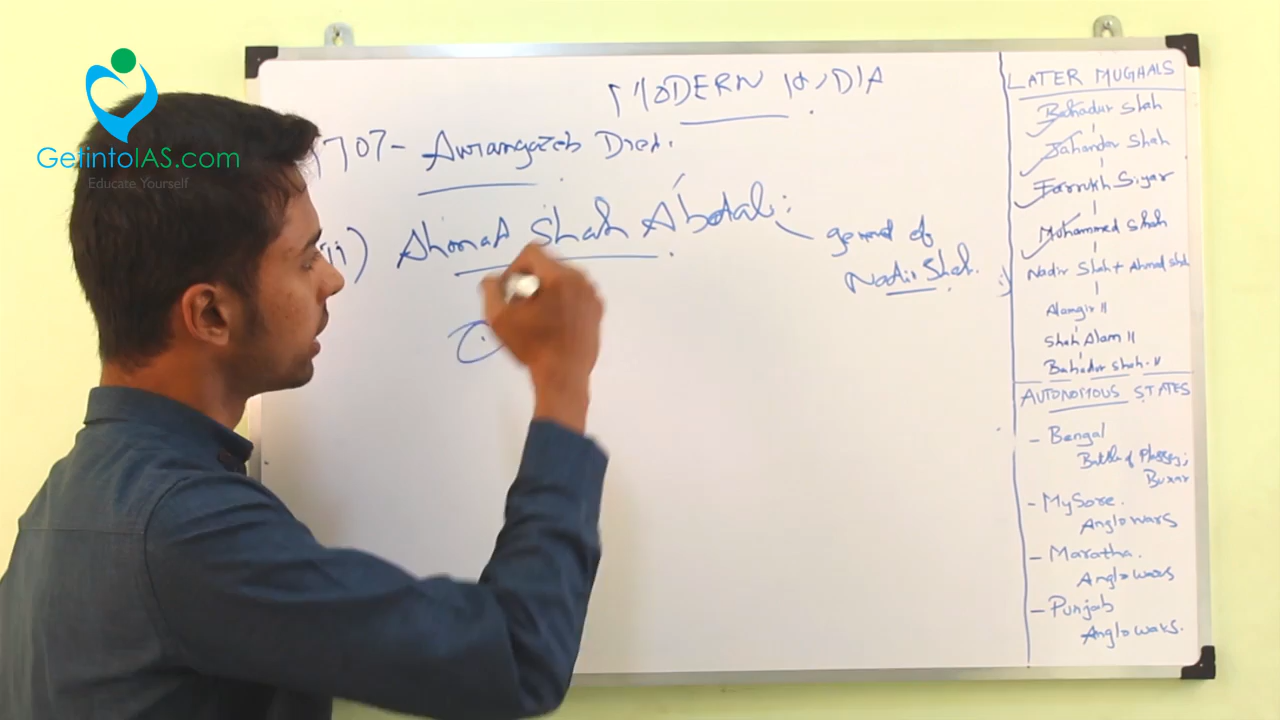 GetintoIAS.com
Educate Yourself
MODERN INDIA
1707- Aurangazeb Died.
ii) Ahmad Shah Abdali:
general of
Nadir Shah.
LATER MUGHALS
Bahadur Shah
Jahandar Shah
Farrukh Siyar
Mohammed Shah
Nadir Shah + Ahmad Shah
Alamgir II
Shah Alam II
Bahadur Shah-II
AUTONOMOUS STATES
- Bengal
Battle of Plassey;
Buxar
- MySore.
Anglo wars
- Maratha.
Anglo wars
- Punjab
Anglo wars.